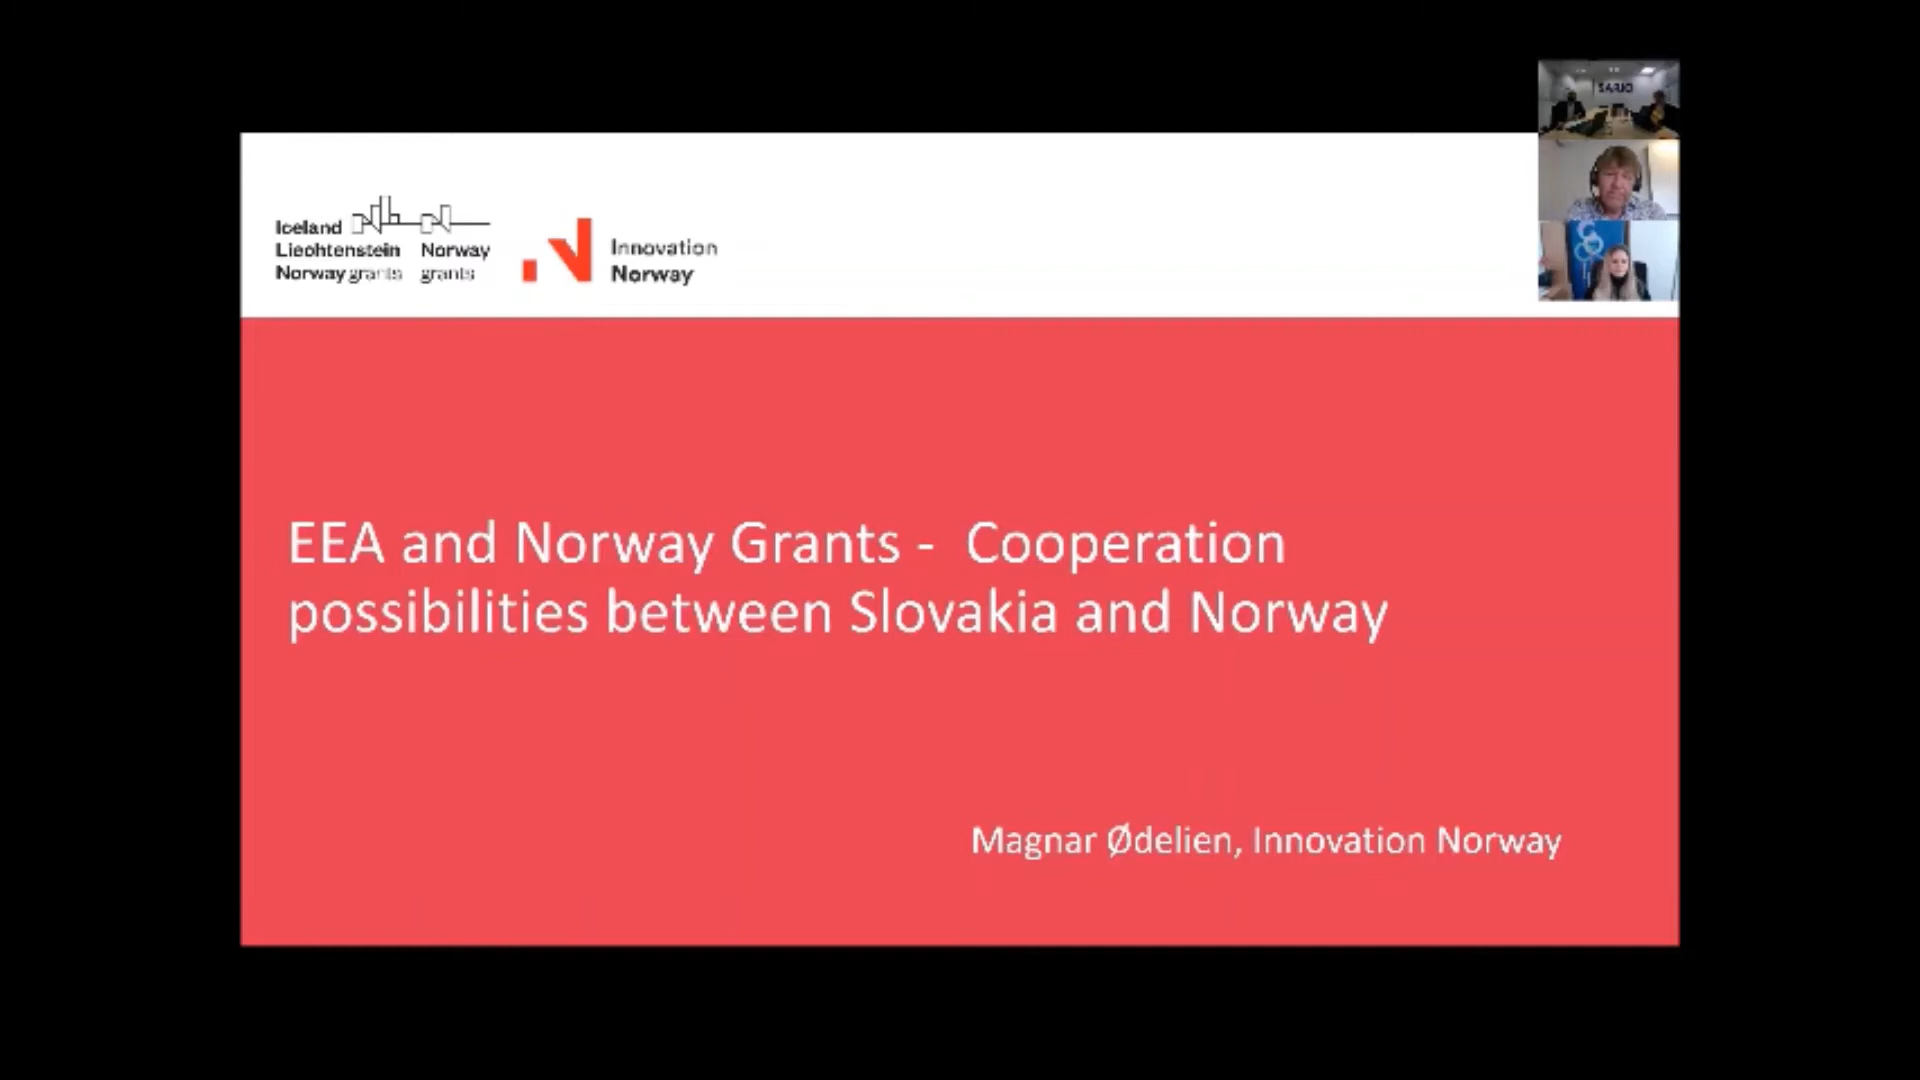 SARIO
Iceland
Liechtenstein
Norway grants
Norway
grants
Innovation
Norway
EEA and Norway Grants - Cooperation
possibilities between Slovakia and Norway
Magnar Ødelien, Innovation Norway